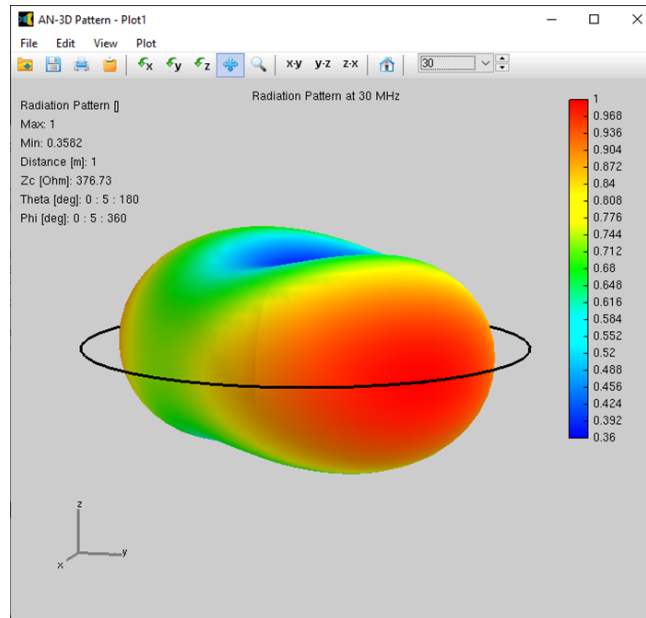 AN-3D Pattern - Plot1
File Edit View Plot
x y z x-y y-z z-x 30
Radiation Pattern at 30 MHz
Radiation Pattern []
Max: 1
Min: 0.3582
Distance [m]: 1
Zc [Ohm]: 376.73
Theta [deg]: 0 : 5 : 180
Phi [deg]: 0 : 5 : 360
1
0.968
0.936
0.904
0.872
0.84
0.808
0.776
0.744
0.712
0.68
0.648
0.616
0.584
0.552
0.52
0.488
0.456
0.424
0.392
0.36
z
y
x